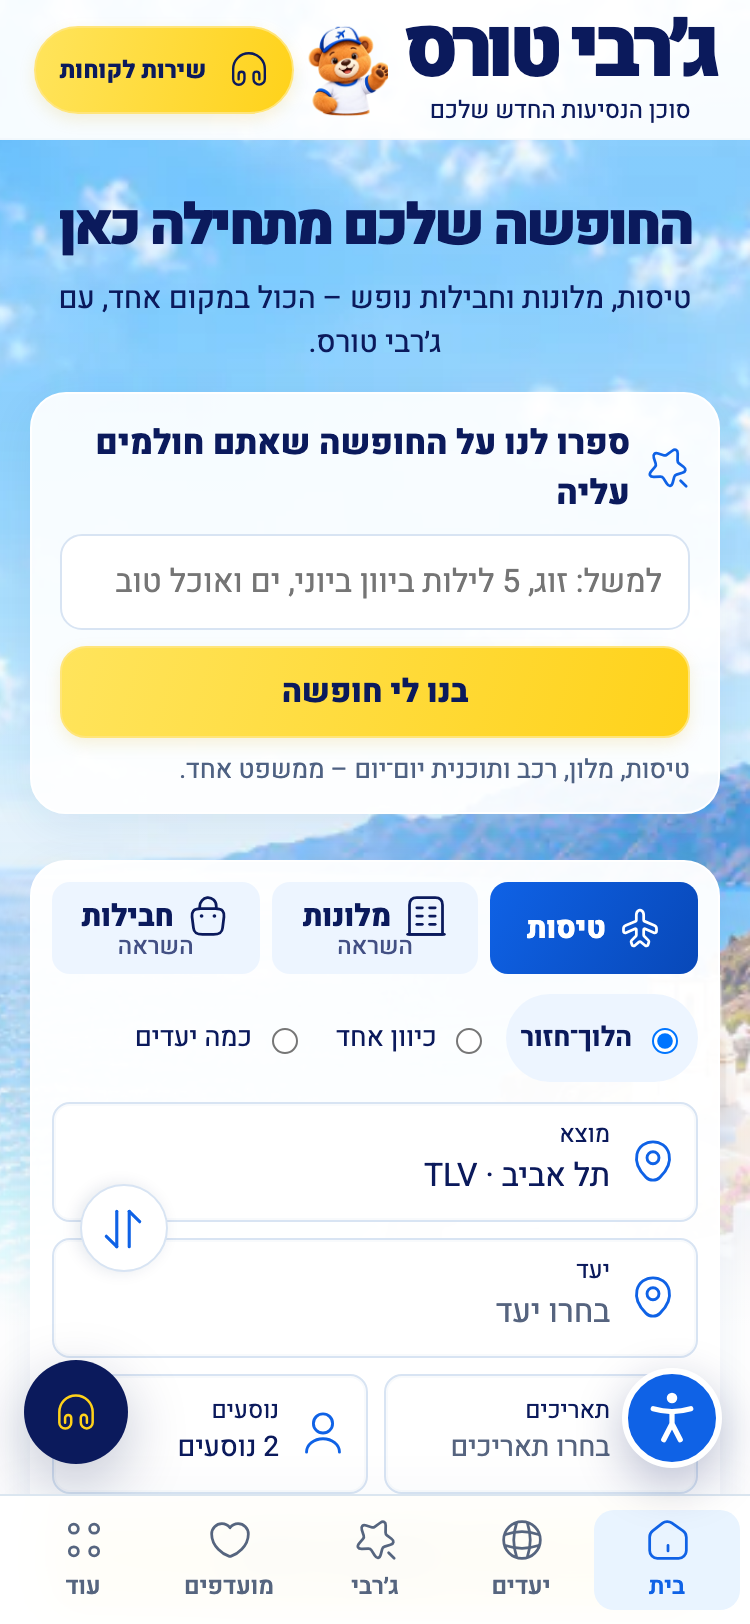 ג׳רבי טורס
סוכן הנסיעות החדש שלכם
שירות לקוחות
החופשה שלכם מתחילה כאן
טיסות, מלונות וחבילות נופש – הכול במקום אחד, עם
ג׳רבי טורס.
ספרו לנו על החופשה שאתם חולמים
עליה
למשל: זוג, 5 לילות ביוון ביוני, ים ואוכל טוב
בנו לי חופשה
טיסות, מלון, רכב ותוכנית יום־יום – ממשפט אחד.
טיסות
מלונות
השראה
חבילות
השראה
הלוך־חזור
כיוון אחד
כמה יעדים
מוצא
תל אביב · TLV
יעד
בחרו יעד
תאריכים
בחרו תאריכים
נוסעים
2 נוסעים
בית
יעדים
ג׳רבי
מועדפים
עוד